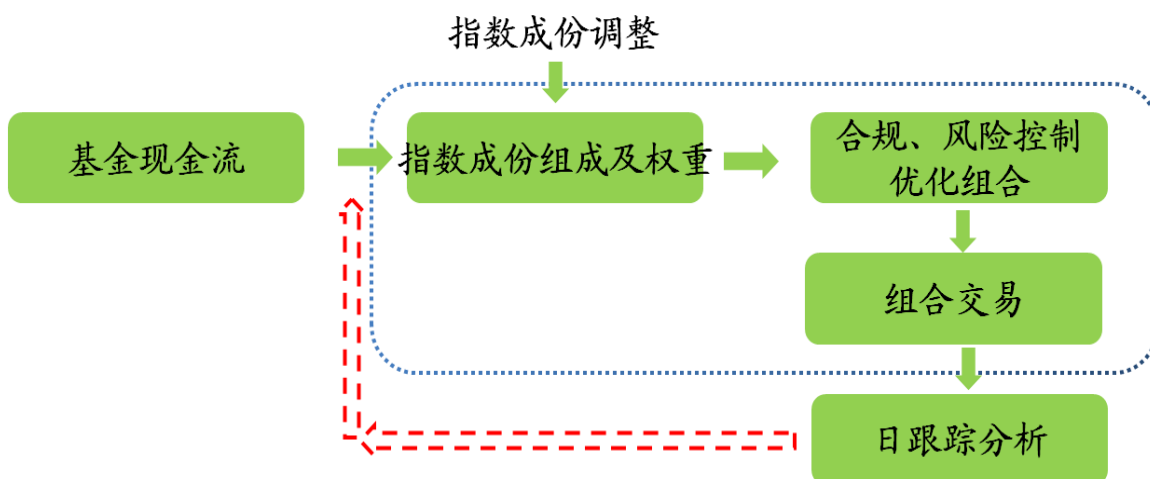 指数成份调整
基金现金流
指数成份组成及权重
合规、风险控制
优化组合
组合交易
日跟踪分析